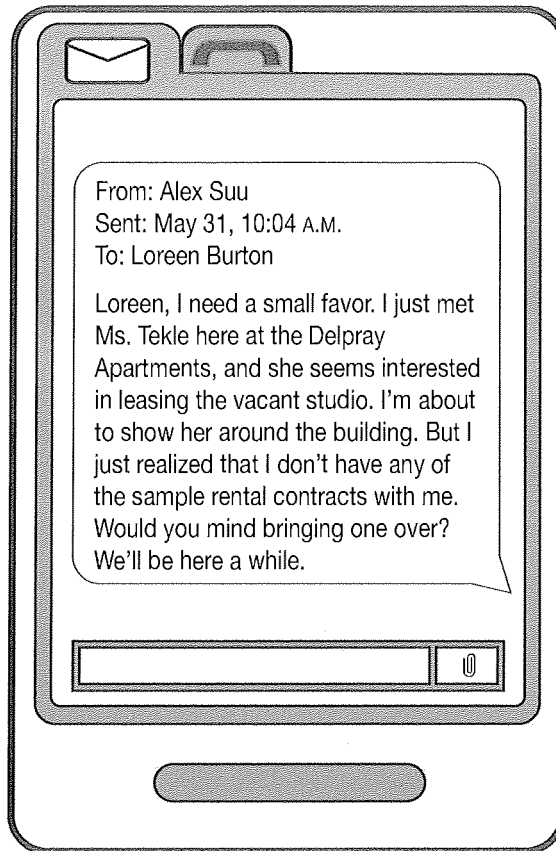 From: Alex Suu
Sent: May 31, 10:04 A.M.
To: Loreen Burton
Loreen, I need a small favor. I just met
Ms. Tekle here at the Delpray
Apartments, and she seems interested
in leasing the vacant studio. I'm about
to show her around the building. But I
just realized that I don't have any of
the sample rental contracts with me.
Would you mind bringing one over?
We'll be here a while.